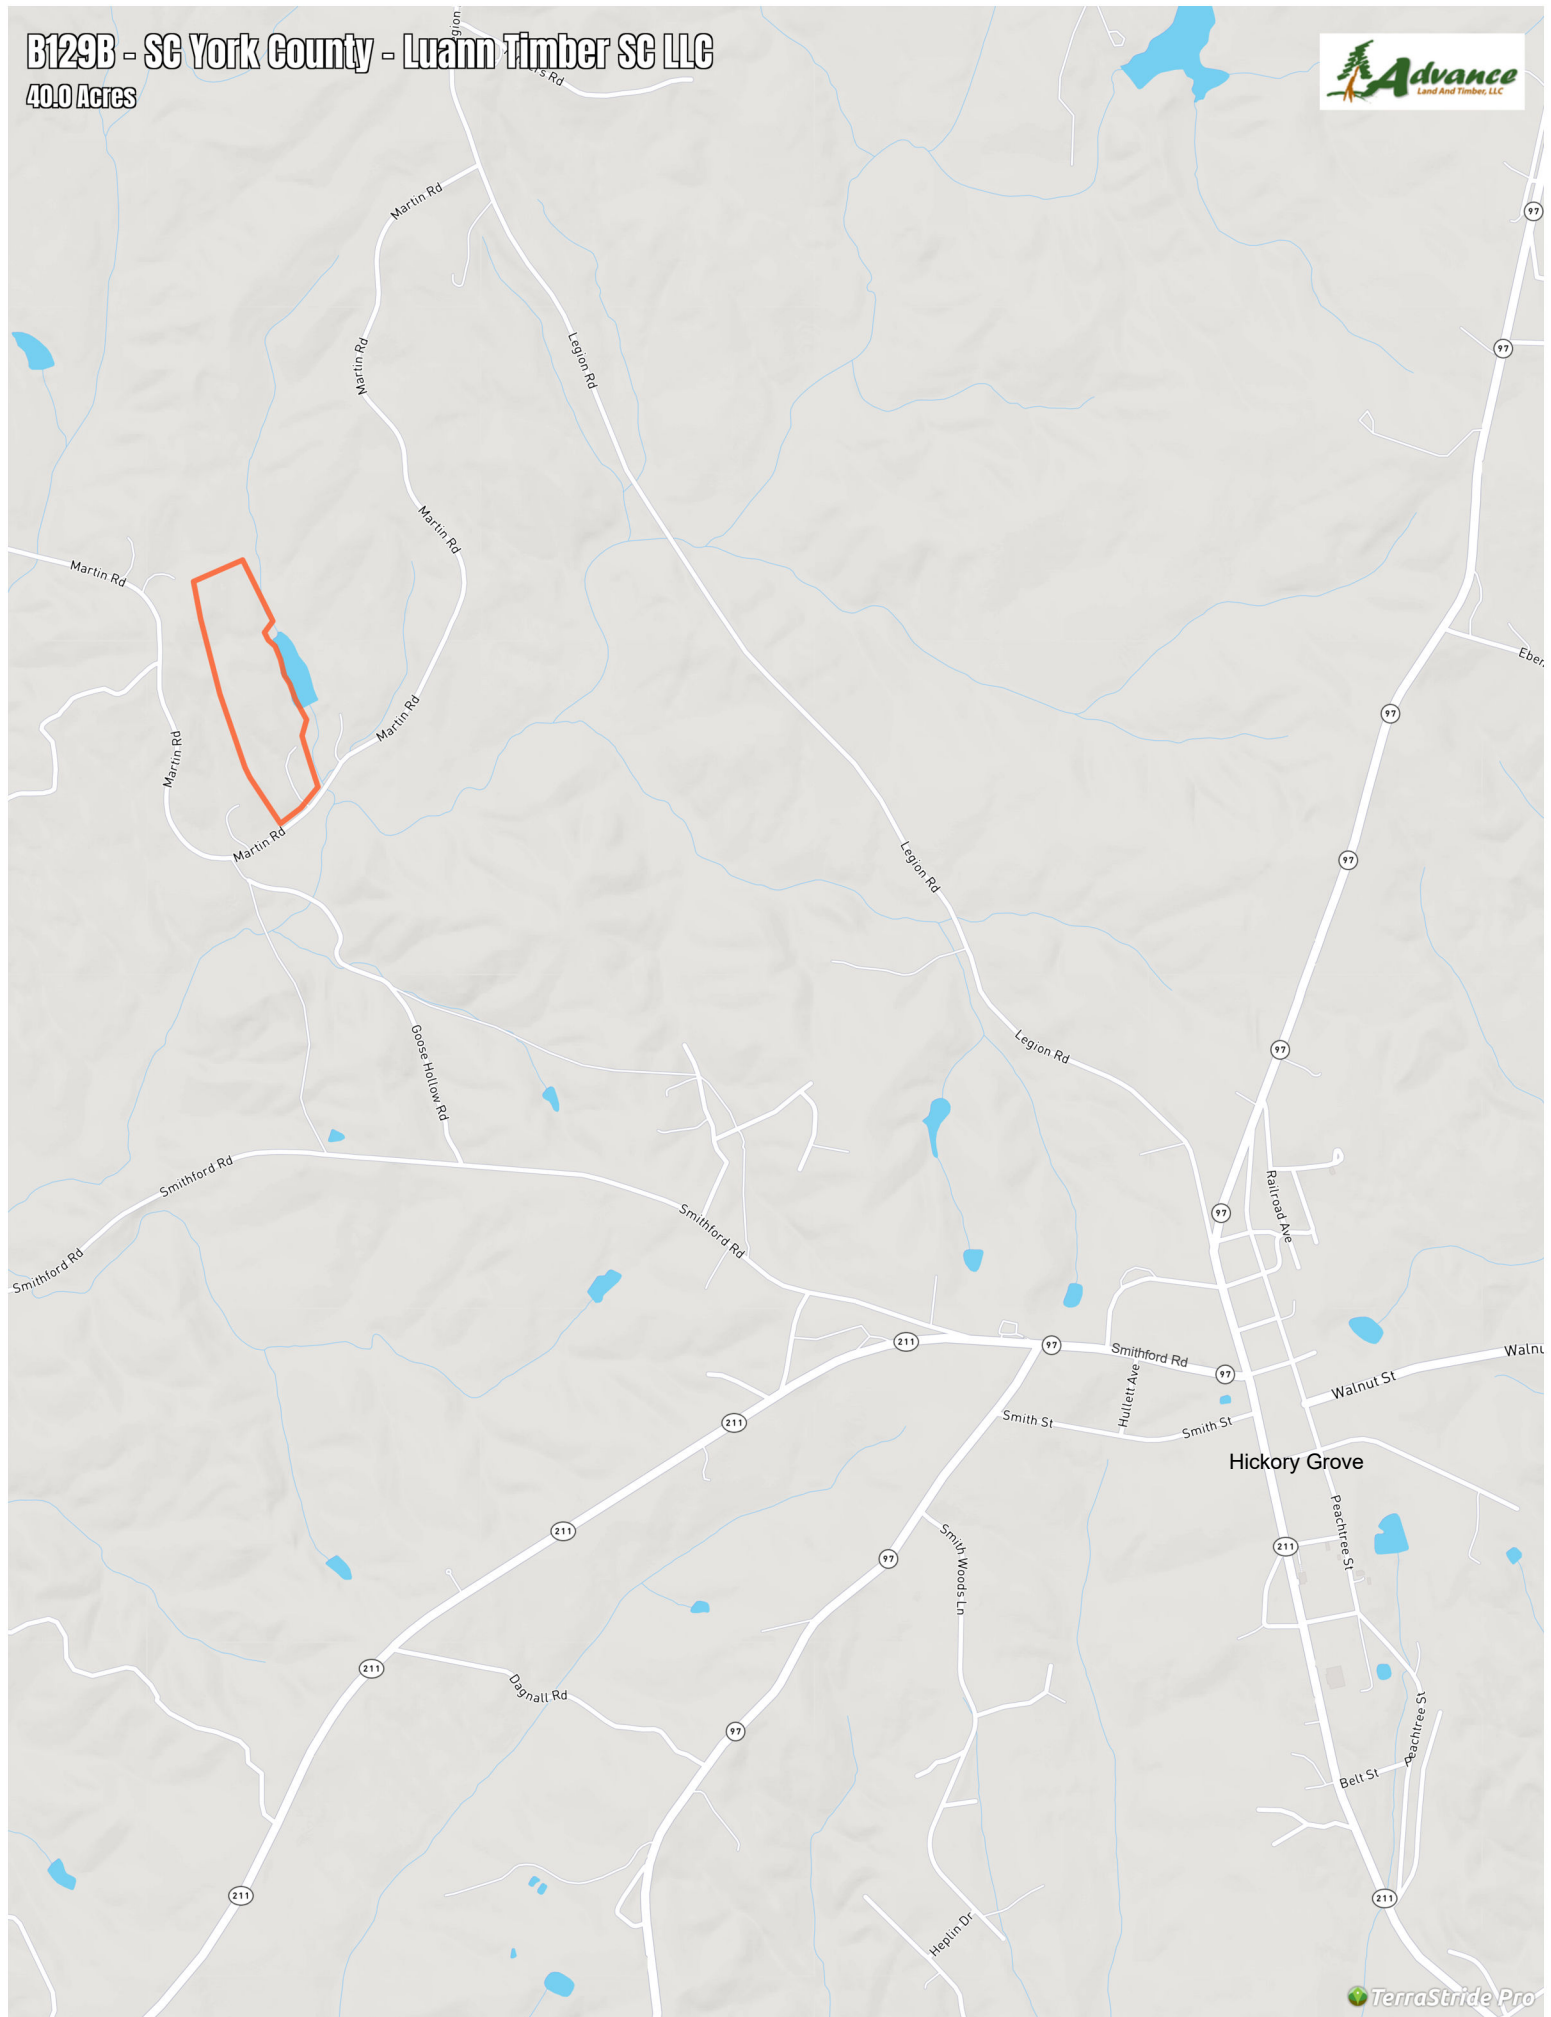 B129B - SC York County - Luann Timber SC LLC
40.0 Acres
Advance
Land And Timber, LLC
Martin Rd
97
Martin Rd
Legion Rd
97
Martin Rd
Martin Rd
97
Martin Rd
Martin Rd
Martin Rd
97
Legion Rd
Goose Hollow Rd
Legion Rd
97
Smithford Rd
Smithford Rd
Railroad Ave
97
Smithford Rd
211
97
Smithford Rd
97
Walnut St
Hullett Ave
Smith St
Smith St
211
Hickory Grove
Peachtree St
211
211
97
Smith Woods Ln
211
Dagnall Rd
97
Peachtree St
Belt St
211
211
Heplin Dr
TerraStride Pro